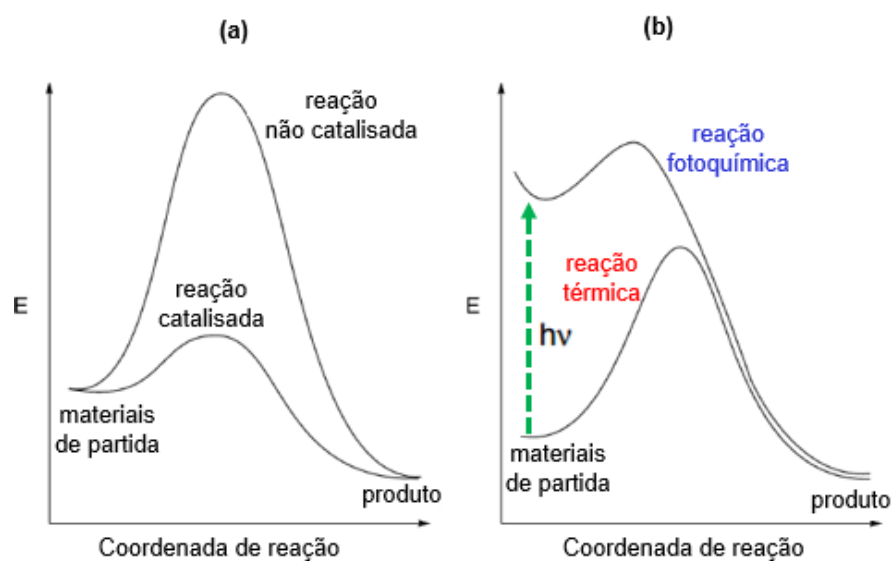 (a)
reação
não catalisada
reação
catalisada
E
materiais
de partida
produto
Coordenada de reação
(b)
reação
fotoquímica
reação
térmica
E
hν
materiais
de partida
produto
Coordenada de reação